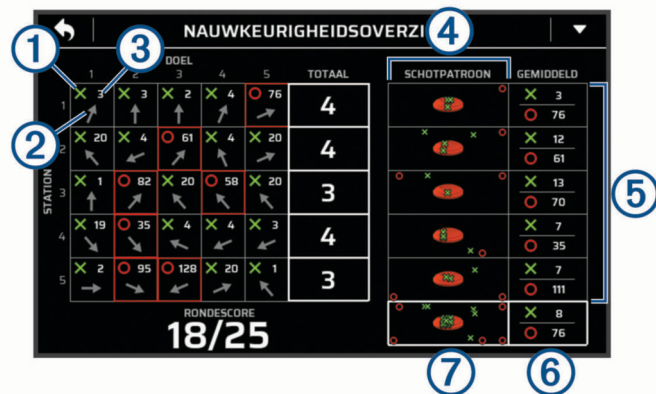 4
NAUWKEURIGHEIDSOVERZI
1 3
DOEL
1 2 3 4 5 TOTAAL SCHOTPATROON GEMIDDELD
1 X 3 X 3 X 2 X 4 O 76 4 X 3 O 76
2
2 X 20 X 4 O 61 X 4 X 20 4 X 12 O 61
STATION
3 X 1 O 82 X 20 O 58 X 20 3 X 13 O 70
5
4 X 19 O 35 X 4 X 4 X 3 4 X 7 O 35
5 X 2 O 95 O 128 X 20 X 1 3 X 7 O 111
RONDESCORE
18/25
X 8 O 76
7 6